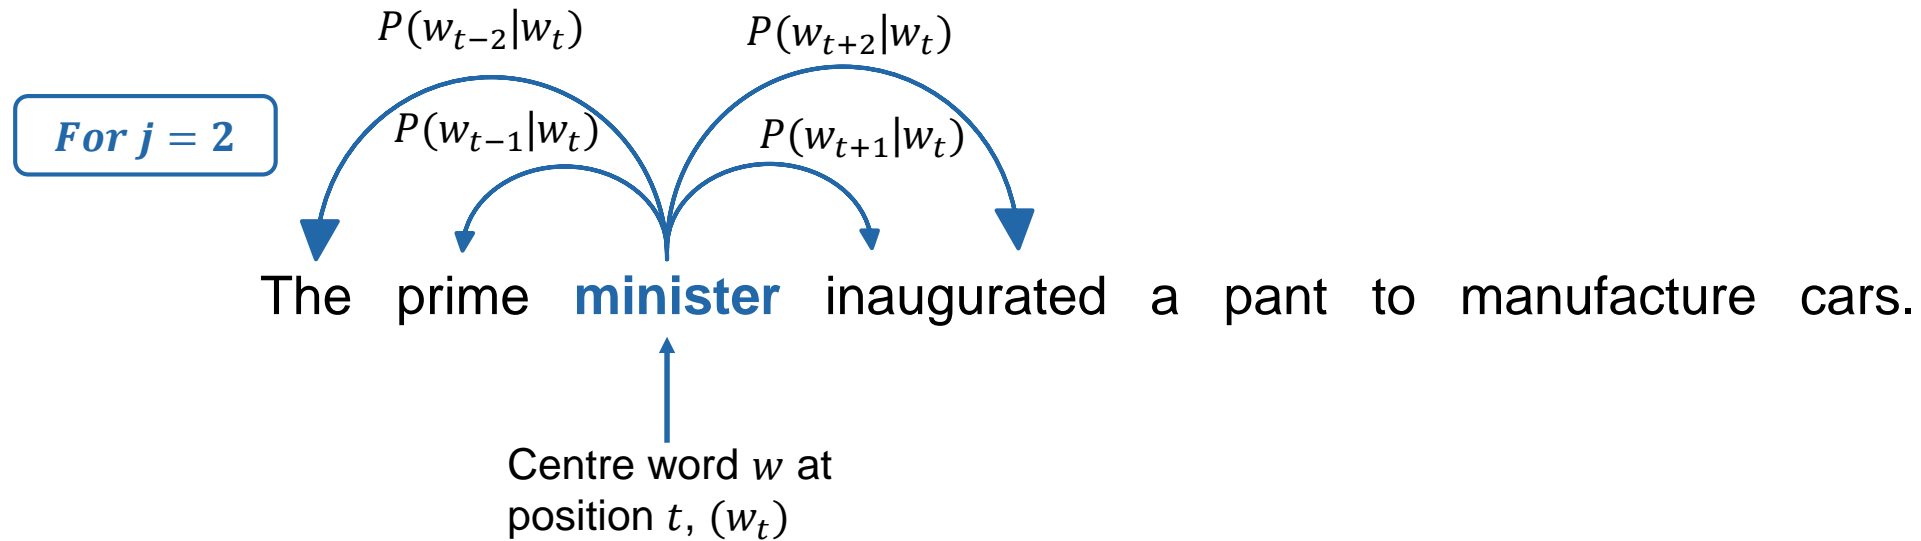 P(w_{t−2}|w_t) P(w_{t+2}|w_t)
For j = 2
P(w_{t−1}|w_t) P(w_{t+1}|w_t)
The prime minister inaugurated a pant to manufacture cars.
Centre word w at
position t, (w_t)